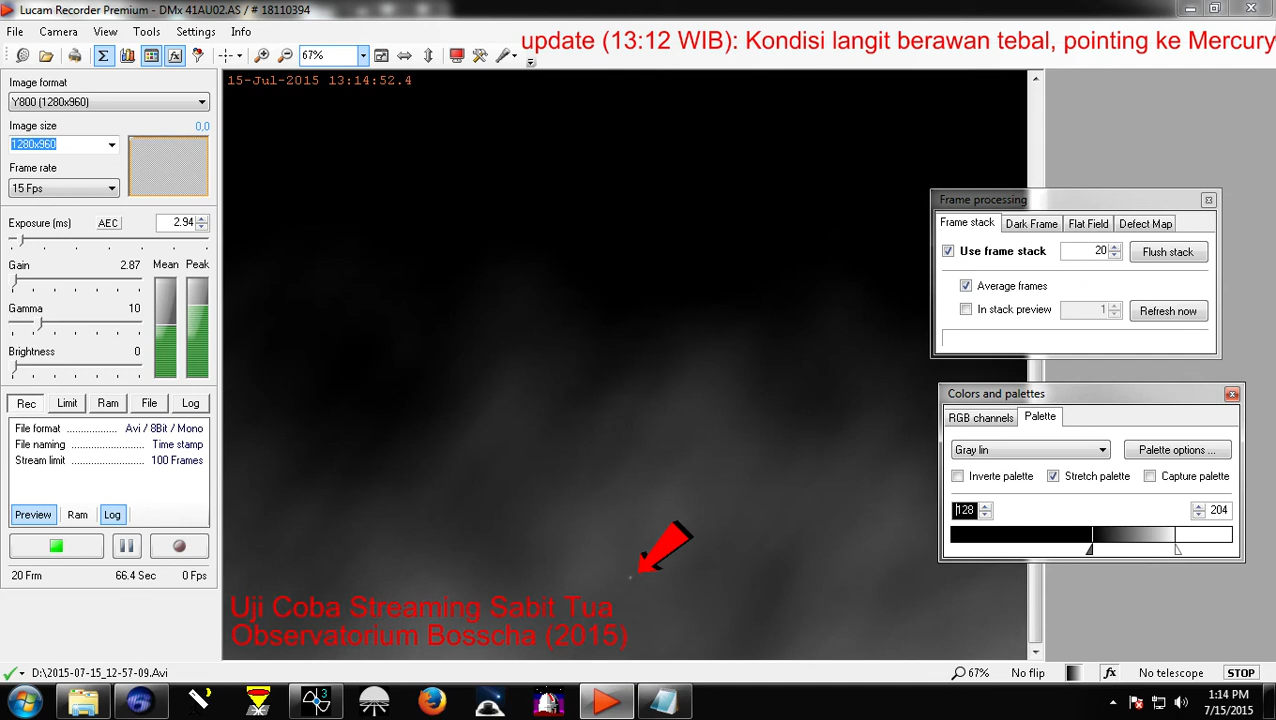 Lucam Recorder Premium - DMx 41AU02.AS / # 18110394
File Camera View Tools Settings Info
67%
update (13:12 WIB): Kondisi langit berawan tebal, pointing ke Mercury
15-Jul-2015 13:14:52.4
Image format
Y800 (1280x960)
Image size 0,0
1280x960
Frame rate
15 Fps
Exposure (ms) AEC 2.94
Gain 2.87 Mean Peak
Gamma 10
Brightness 0
Rec Limit Ram File Log
File format Avi / 8Bit / Mono
File naming Time stamp
Stream limit 100 Frames
Preview Ram Log
20 Frm 66.4 Sec 0 Fps
Frame processing
Frame stack Dark Frame Flat Field Defect Map
Use frame stack 20 Flush stack
Average frames
In stack preview 1 Refresh now
Colors and palettes
RGB channels Palette
Gray lin Palette options ...
Inverte palette Stretch palette Capture palette
128 204
Uji Coba Streaming Sabit Tua
Observatorium Bosscha (2015)
D:\2015-07-15_12-57-09.Avi
67% No flip fx No telescope STOP
3
1:14 PM
7/15/2015